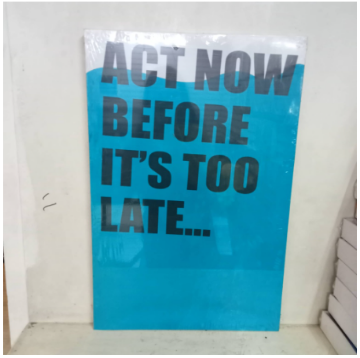 ACT NOW
BEFORE
IT'S TOO
LATE...